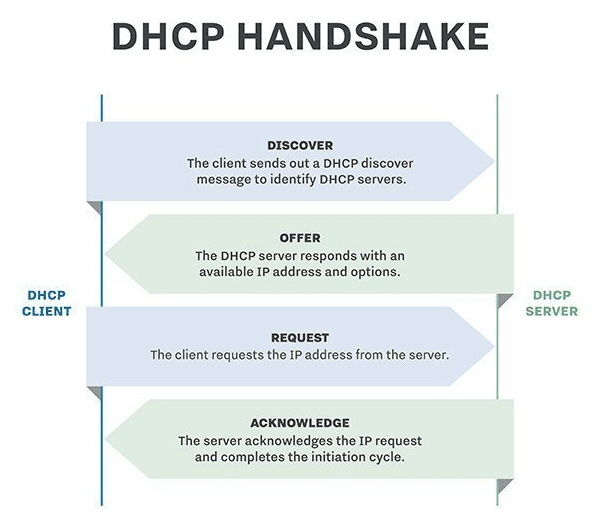 DHCP HANDSHAKE
DISCOVER
The client sends out a DHCP discover
message to identify DHCP servers.
OFFER
The DHCP server responds with an
available IP address and options.
DHCP
CLIENT
DHCP
SERVER
REQUEST
The client requests the IP address from the server.
ACKNOWLEDGE
The server acknowledges the IP request
and completes the initiation cycle.